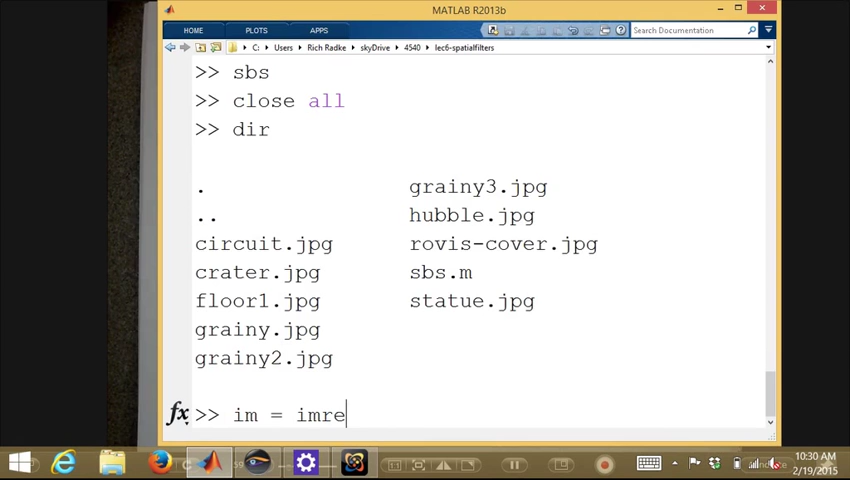 MATLAB R2013b
HOME PLOTS APPS Search Documentation
C: Users Rich Radke skyDrive 4540 lec6-spatialfilters
>> sbs
>> close all
>> dir
. grainy3.jpg
.. hubble.jpg
circuit.jpg rovis-cover.jpg
crater.jpg sbs.m
floor1.jpg statue.jpg
grainy.jpg
grainy2.jpg
fx >> im = imre
10:30 AM
2/19/2015